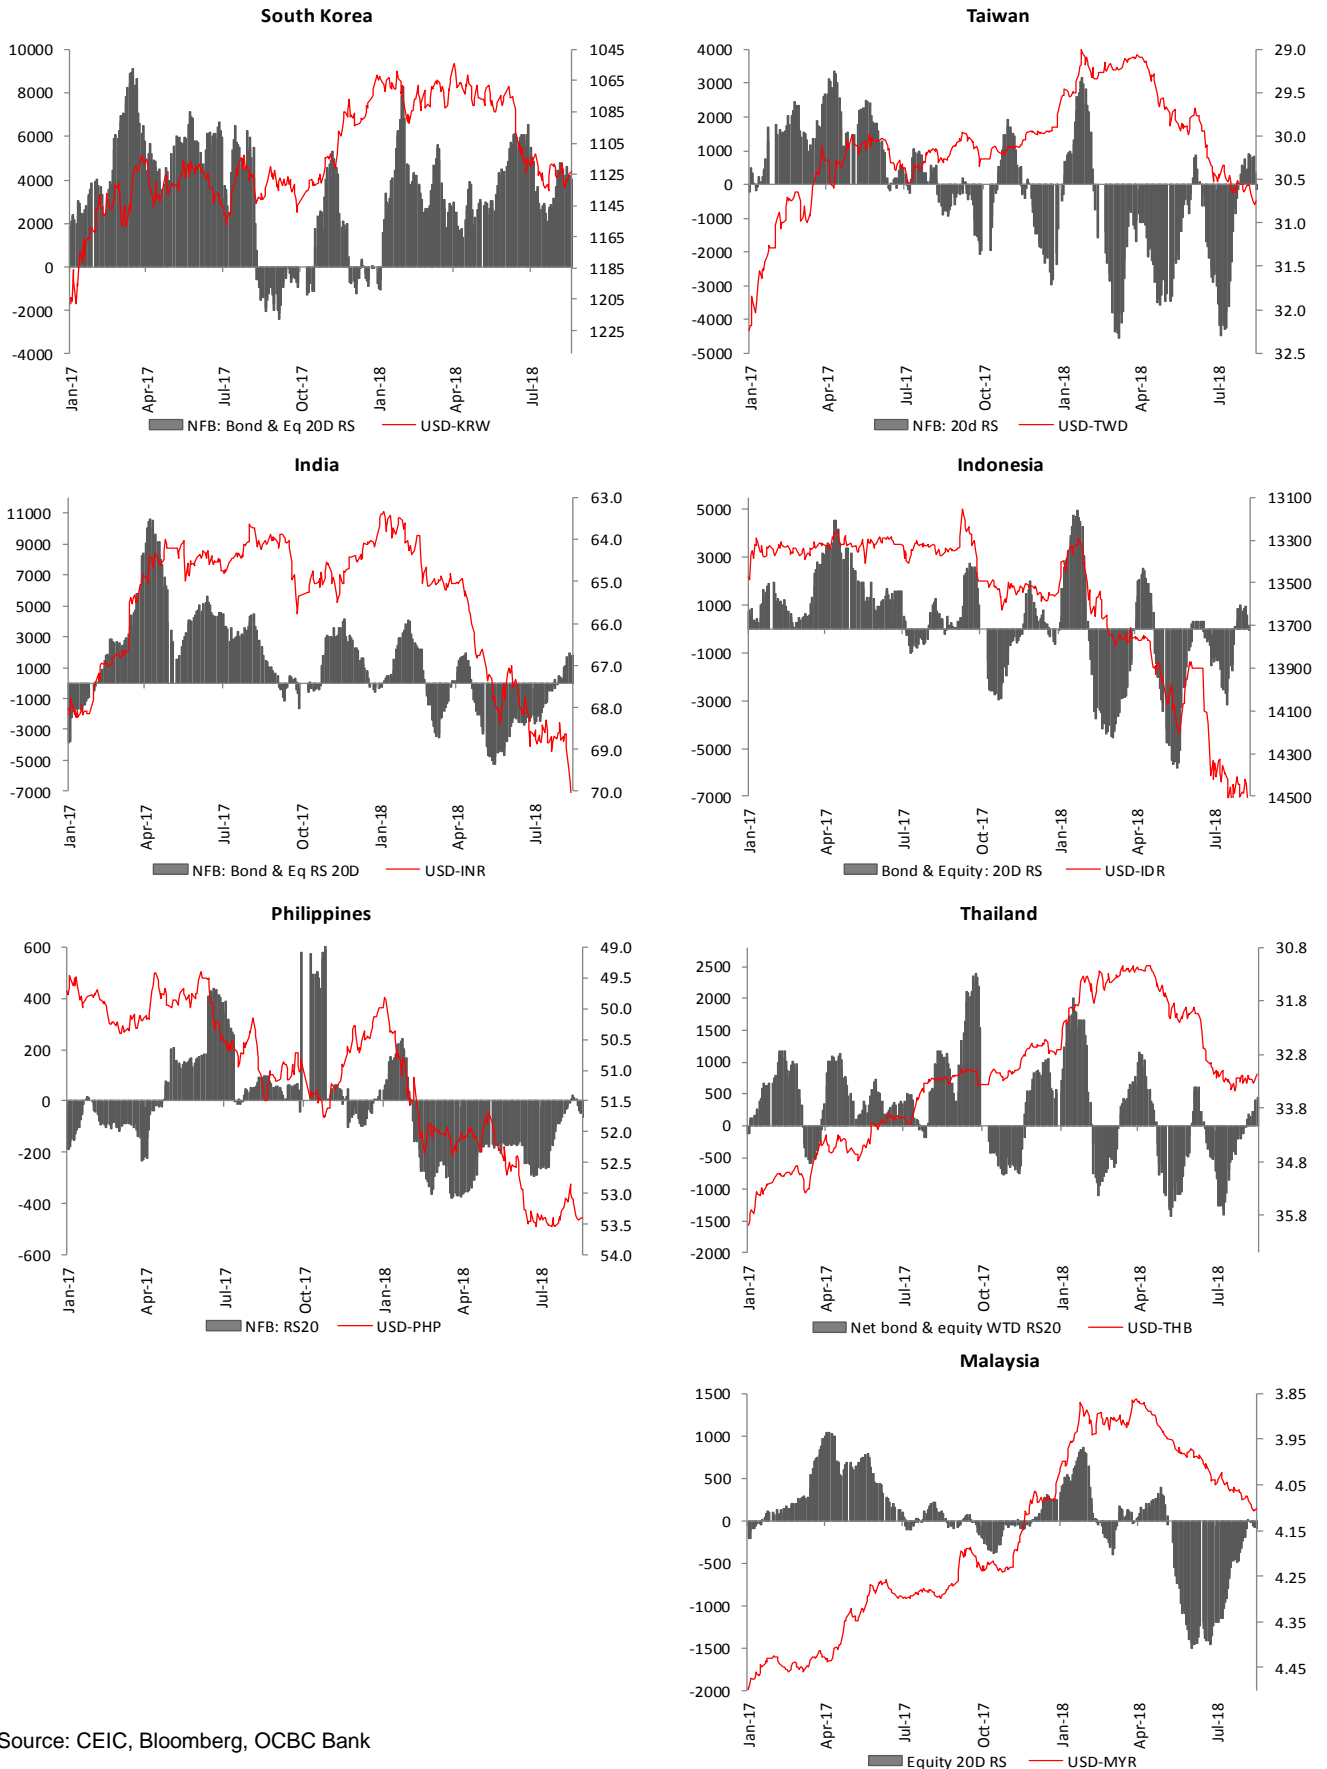 South Korea
10000
8000
6000
4000
2000
0
-2000
-4000
1045
1065
1085
1105
1125
1145
1165
1185
1205
1225
Jan-17
Apr-17
Jul-17
Oct-17
Jan-18
Apr-18
Jul-18
NFB: Bond & Eq 20D RS USD-KRW
Taiwan
4000
3000
2000
1000
0
-1000
-2000
-3000
-4000
-5000
29.0
29.5
30.0
30.5
31.0
31.5
32.0
32.5
Jan-17
Apr-17
Jul-17
Oct-17
Jan-18
Apr-18
Jul-18
NFB: 20d RS USD-TWD
India
11000
9000
7000
5000
3000
1000
-1000
-3000
-5000
-7000
63.0
64.0
65.0
66.0
67.0
68.0
69.0
70.0
Jan-17
Apr-17
Jul-17
Oct-17
Jan-18
Apr-18
Jul-18
NFB: Bond & Eq RS 20D USD-INR
Indonesia
5000
3000
1000
-1000
-3000
-5000
-7000
13100
13300
13500
13700
13900
14100
14300
14500
Jan-17
Apr-17
Jul-17
Oct-17
Jan-18
Apr-18
Jul-18
Bond & Equity: 20D RS USD-IDR
Philippines
600
400
200
0
-200
-400
-600
49.0
49.5
50.0
50.5
51.0
51.5
52.0
52.5
53.0
53.5
54.0
Jan-17
Apr-17
Jul-17
Oct-17
Jan-18
Apr-18
Jul-18
NFB: RS20 USD-PHP
Thailand
2500
2000
1500
1000
500
0
-500
-1000
-1500
-2000
30.8
31.8
32.8
33.8
34.8
35.8
Jan-17
Apr-17
Jul-17
Oct-17
Jan-18
Apr-18
Jul-18
Net bond & equity WTD RS20 USD-THB
Malaysia
1500
1000
500
0
-500
-1000
-1500
-2000
3.85
3.95
4.05
4.15
4.25
4.35
4.45
Jan-17
Apr-17
Jul-17
Oct-17
Jan-18
Apr-18
Jul-18
Equity 20D RS USD-MYR
Source: CEIC, Bloomberg, OCBC Bank